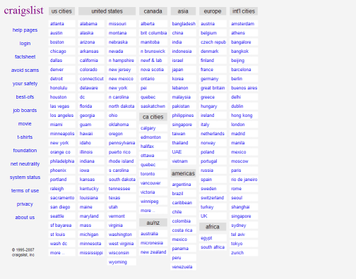 craigslist
help pages
login
factsheet
avoid scams
your safety
best-ofs
job boards
movie
t-shirts
foundation
net neutrality
system status
terms of use
privacy
about us
© 1995-2007
craigslist, inc
us cities
atlanta
austin
boston
chicago
dallas
denver
detroit
honolulu
houston
las vegas
los angeles
miami
minneapolis
new york
orange co
philadelphia
phoenix
portland
raleigh
sacramento
san diego
seattle
sf bayarea
st louis
wash dc
more ...
united states
alabama
alaska
arizona
arkansas
california
colorado
connecticut
delaware
dc
florida
georgia
guam
hawaii
idaho
illinois
indiana
iowa
kansas
kentucky
louisiana
maine
maryland
mass
michigan
minnesota
mississippi
missouri
montana
nebraska
nevada
n hampshire
new jersey
new mexico
new york
n carolina
north dakota
ohio
oklahoma
oregon
pennsylvania
puerto rico
rhode island
s carolina
south dakota
tennessee
texas
utah
vermont
virginia
washington
west virginia
wisconsin
wyoming
canada
alberta
brit columbia
manitoba
n brunswick
newf & lab
nova scotia
ontario
pei
quebec
saskatchwn
ca cities
calgary
edmonton
halifax
ottawa
quebec
toronto
vancouver
victoria
winnipeg
more
au/nz
australia
micronesia
new zealand
asia
bangladesh
china
india
indonesia
israel
japan
korea
lebanon
malaysia
pakistan
philippines
singapore
taiwan
thailand
UAE
vietnam
americas
argentina
brazil
caribbean
chile
colombia
costa rica
mexico
panama
peru
venezuela
europe
austria
belgium
czech repub
denmark
finland
france
germany
great britain
greece
hungary
ireland
italy
netherlands
norway
poland
portugal
russia
spain
sweden
switzerland
turkey
UK
africa
egypt
south africa
int'l cities
amsterdam
athens
bangalore
bangkok
beijing
barcelona
berlin
buenos aires
delhi
dublin
hong kong
london
madrid
manila
mexico
moscow
paris
rio de janeiro
rome
seoul
shanghai
singapore
sydney
tel aviv
tokyo
zurich